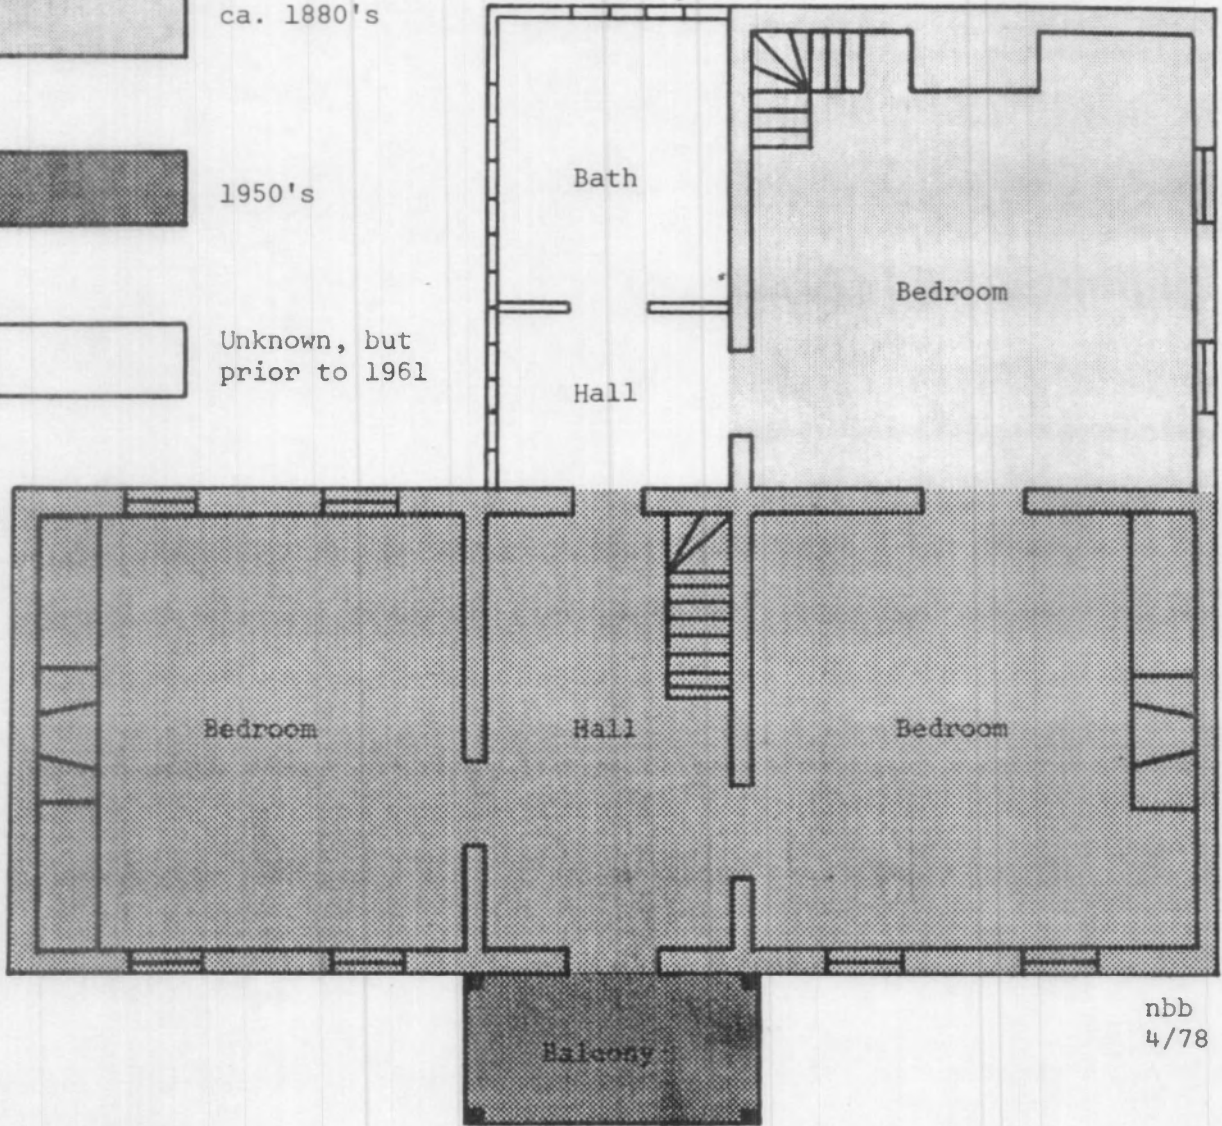 ca. 1880's
1950's
Unknown, but
prior to 1961
Bath
Bedroom
Hall
Bedroom
Hall
Bedroom
Balcony
nbb
4/78